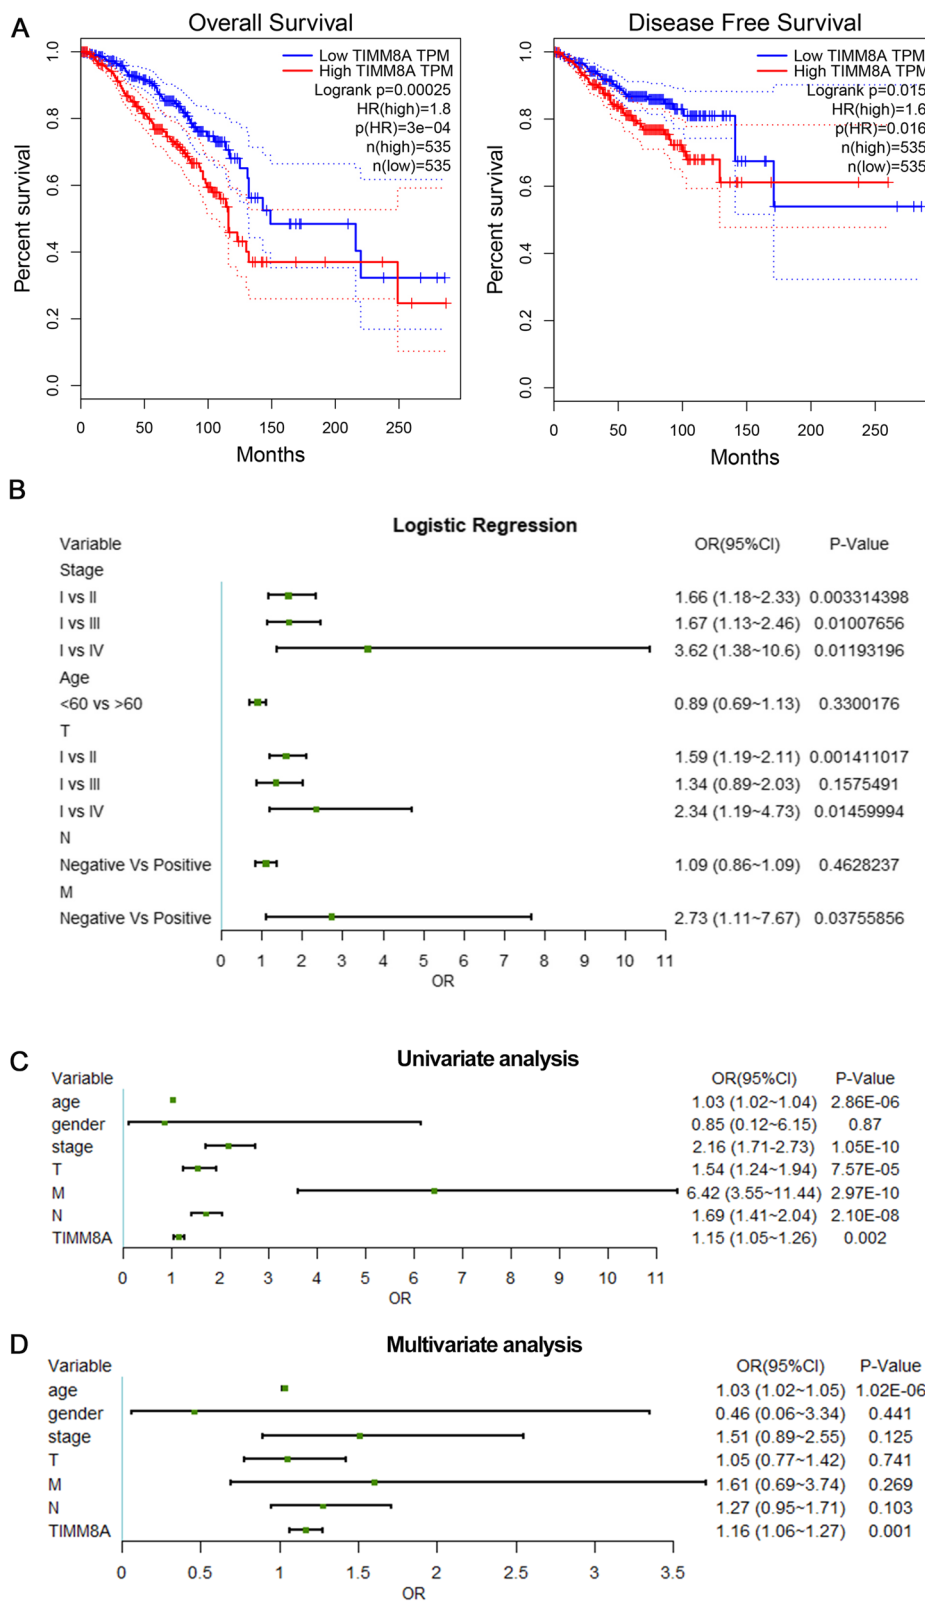 A
Overall Survival
Low TIMM8A TPM
High TIMM8A TPM
Logrank p=0.00025
HR(high)=1.8
p(HR)=3e−04
n(high)=535
n(low)=535
Percent survival
1.0
0.8
0.6
0.4
0.2
0.0
0 50 100 150 200 250
Months
Disease Free Survival
Low TIMM8A TPM
High TIMM8A TPM
Logrank p=0.015
HR(high)=1.6
p(HR)=0.016
n(high)=535
n(low)=535
Percent survival
1.0
0.8
0.6
0.4
0.2
0.0
0 50 100 150 200 250
Months
B
Logistic Regression
Variable OR(95%CI) P-Value
Stage
I vs II 1.66 (1.18~2.33) 0.003314398
I vs III 1.67 (1.13~2.46) 0.01007656
I vs IV 3.62 (1.38~10.6) 0.01193196
Age
<60 vs >60 0.89 (0.69~1.13) 0.3300176
T
I vs II 1.59 (1.19~2.11) 0.001411017
I vs III 1.34 (0.89~2.03) 0.1575491
I vs IV 2.34 (1.19~4.73) 0.01459994
N
Negative Vs Positive 1.09 (0.86~1.09) 0.4628237
M
Negative Vs Positive 2.73 (1.11~7.67) 0.03755856
0 1 2 3 4 5 6 7 8 9 10 11
OR
C
Univariate analysis
Variable OR(95%CI) P-Value
age 1.03 (1.02~1.04) 2.86E-06
gender 0.85 (0.12~6.15) 0.87
stage 2.16 (1.71-2.73) 1.05E-10
T 1.54 (1.24~1.94) 7.57E-05
M 6.42 (3.55~11.44) 2.97E-10
N 1.69 (1.41~2.04) 2.10E-08
TIMM8A 1.15 (1.05~1.26) 0.002
0 1 2 3 4 5 6 7 8 9 10 11
OR
D
Multivariate analysis
Variable OR(95%CI) P-Value
age 1.03 (1.02~1.05) 1.02E-06
gender 0.46 (0.06~3.34) 0.441
stage 1.51 (0.89~2.55) 0.125
T 1.05 (0.77~1.42) 0.741
M 1.61 (0.69~3.74) 0.269
N 1.27 (0.95~1.71) 0.103
TIMM8A 1.16 (1.06~1.27) 0.001
0 0.5 1 1.5 2 2.5 3 3.5
OR